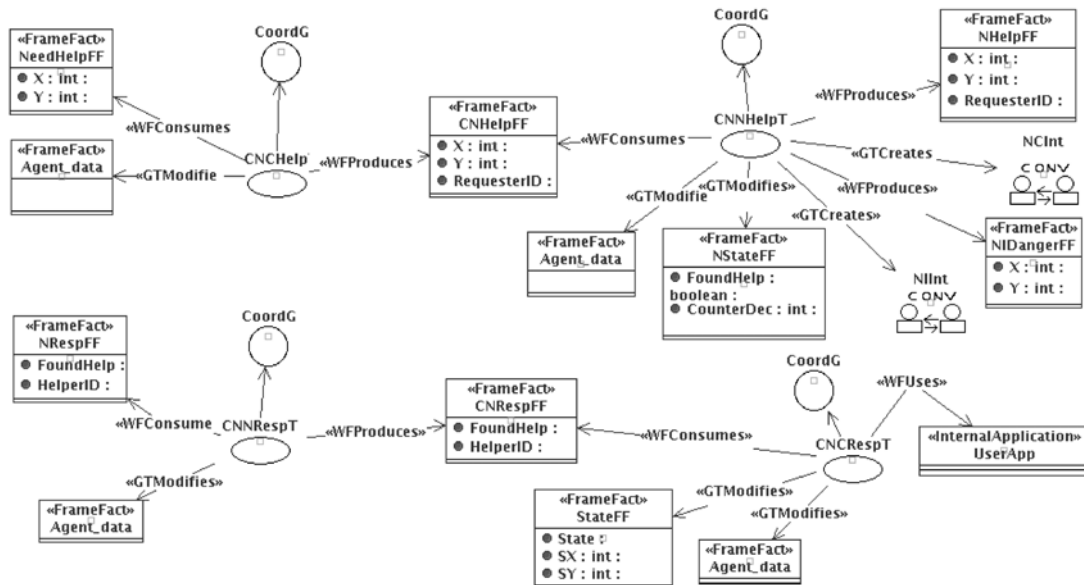 «FrameFact»
NeedHelpFF
X : int :
Y : int :
CoordG
«WFConsumes
«FrameFact»
Agent_data
«GTModifie
CNCHelp
«WFProduces»
«FrameFact»
CNHelpFF
X : int :
Y : int :
RequesterID :
CoordG
«WFConsumes
CNNHelpT
«WFProduces»
«FrameFact»
NHelpFF
X : int :
Y : int :
RequesterID :
«GTCreates
NCInt
CONV
«WFProduces»
«GTModifies»
«GTModifie
«GTCreates»
«FrameFact»
Agent_data
«FrameFact»
NStateFF
FoundHelp :
boolean :
CounterDec : int :
NIInt
CONV
«FrameFact»
NIDangerFF
X : int :
Y : int :
«FrameFact»
NRespFF
FoundHelp :
HelperID :
CoordG
«WFConsume
CNNRespT
«WFProduces»
«GTModifies»
«FrameFact»
Agent_data
«FrameFact»
CNRespFF
FoundHelp :
HelperID :
CoordG
«WFUses»
«WFConsumes
CNCRespT
«InternalApplication»
UserApp
«GTModifies»
«GTModifies»
«FrameFact»
StateFF
State :
SX : int :
SY : int :
«FrameFact»
Agent_data